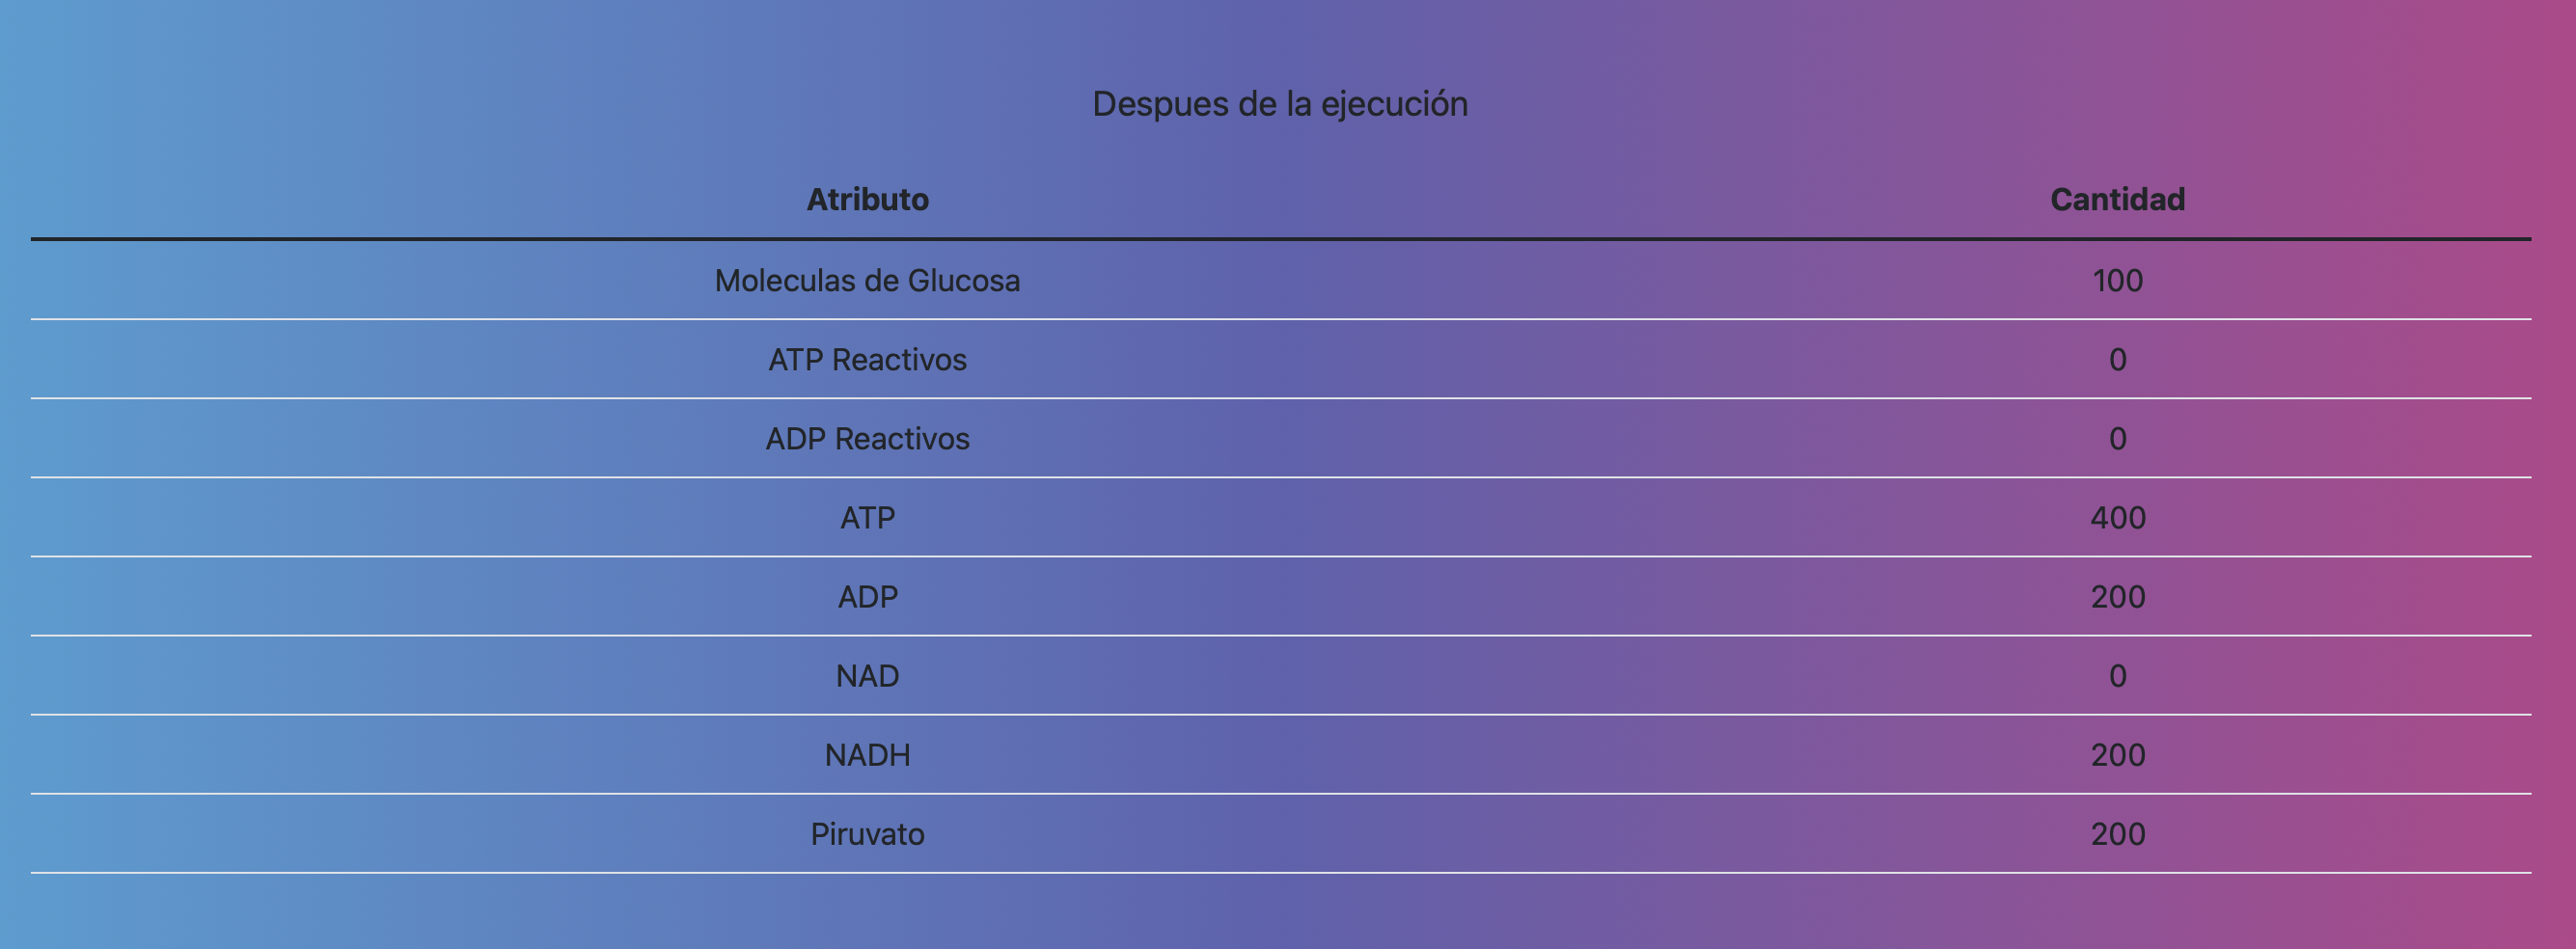 Despues de la ejecución
Atributo Cantidad
Moleculas de Glucosa 100
ATP Reactivos 0
ADP Reactivos 0
ATP 400
ADP 200
NAD 0
NADH 200
Piruvato 200